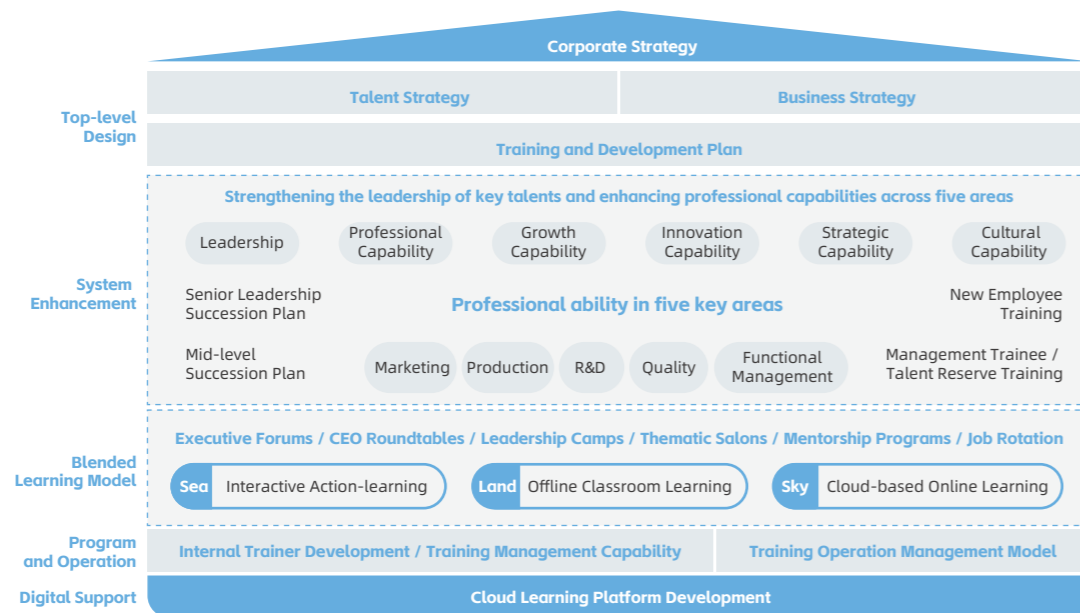 Corporate Strategy
Top-level
Design
Talent Strategy
Business Strategy
Training and Development Plan
System
Enhancement
Strengthening the leadership of key talents and enhancing professional capabilities across five areas
Leadership
Professional
Capability
Growth
Capability
Innovation
Capability
Strategic
Capability
Cultural
Capability
Senior Leadership
Succession Plan
Professional ability in five key areas
New Employee
Training
Mid-level
Succession Plan
Marketing
Production
R&D
Quality
Functional
Management
Management Trainee /
Talent Reserve Training
Blended
Learning Model
Executive Forums / CEO Roundtables / Leadership Camps / Thematic Salons / Mentorship Programs / Job Rotation
Sea
Interactive Action-learning
Land
Offline Classroom Learning
Sky
Cloud-based Online Learning
Program
and Operation
Internal Trainer Development / Training Management Capability
Training Operation Management Model
Digital Support
Cloud Learning Platform Development